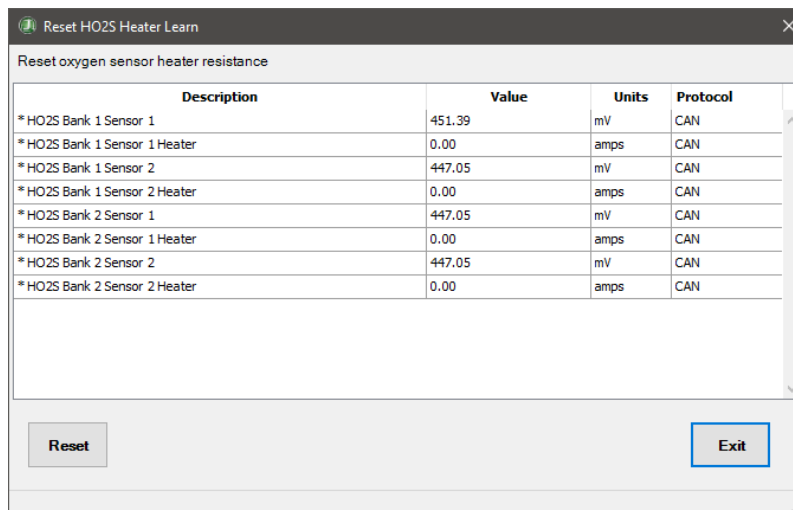 Reset HO2S Heater Learn
Reset oxygen sensor heater resistance
Description Value Units Protocol
* HO2S Bank 1 Sensor 1 451.39 mV CAN
* HO2S Bank 1 Sensor 1 Heater 0.00 amps CAN
* HO2S Bank 1 Sensor 2 447.05 mV CAN
* HO2S Bank 1 Sensor 2 Heater 0.00 amps CAN
* HO2S Bank 2 Sensor 1 447.05 mV CAN
* HO2S Bank 2 Sensor 1 Heater 0.00 amps CAN
* HO2S Bank 2 Sensor 2 447.05 mV CAN
* HO2S Bank 2 Sensor 2 Heater 0.00 amps CAN
Reset Exit